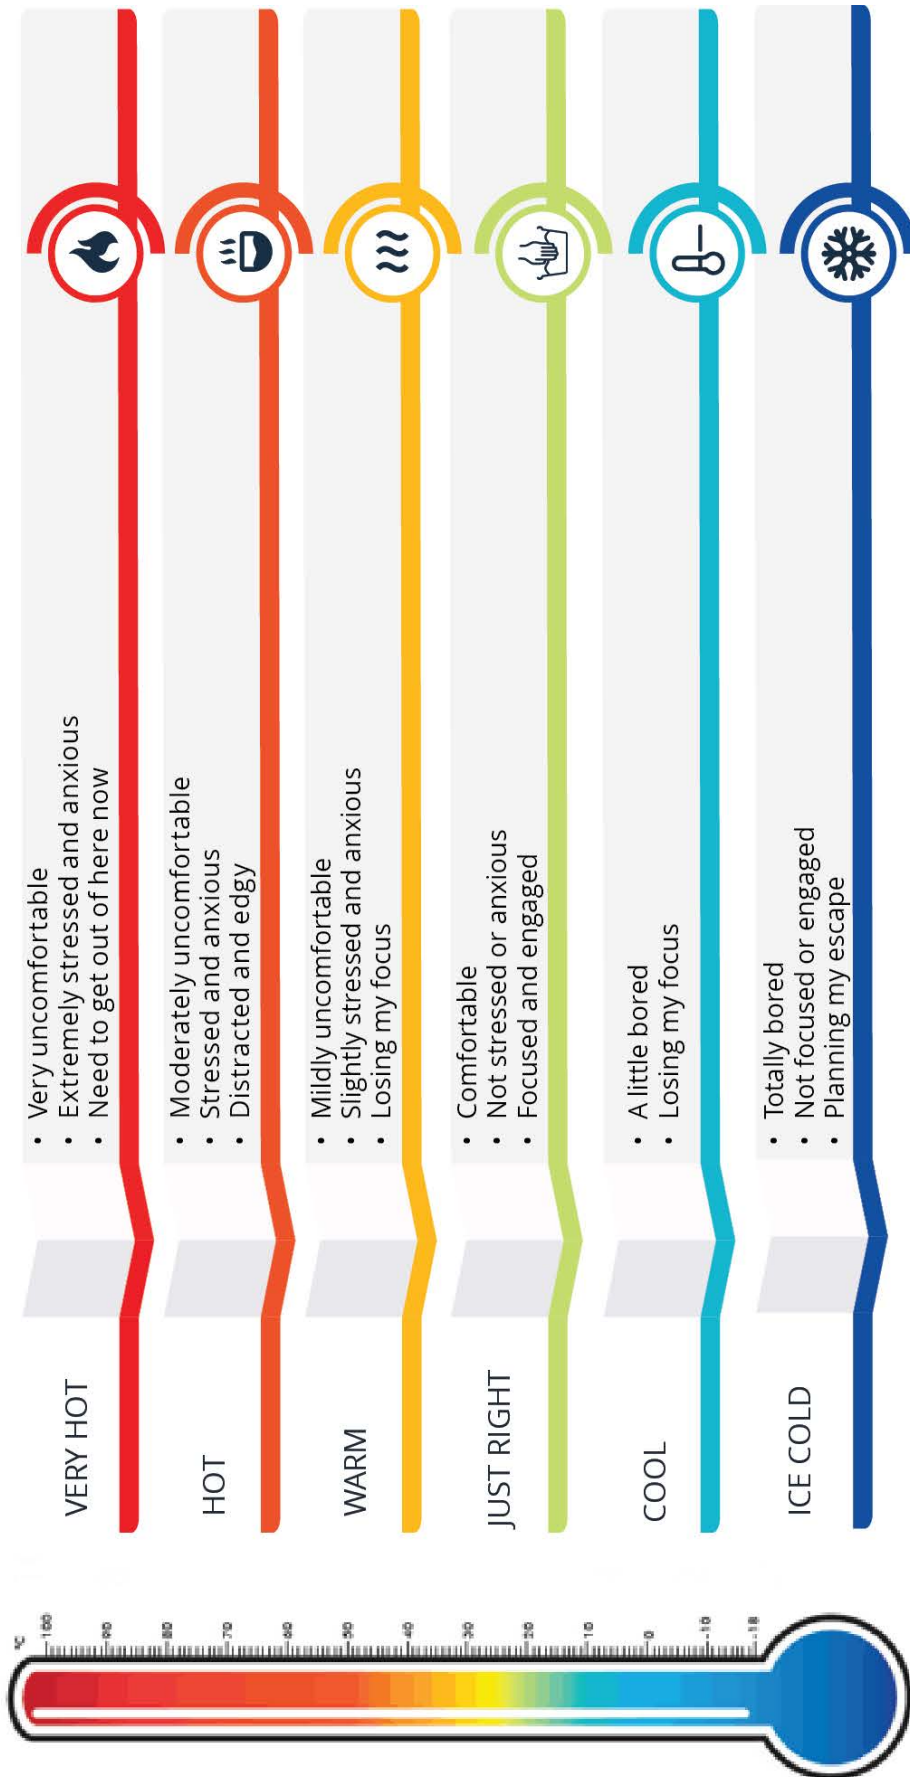 VERY HOT
• Very uncomfortable
• Extremely stressed and anxious
• Need to get out of here now
HOT
• Moderately uncomfortable
• Stressed and anxious
• Distracted and edgy
WARM
• Mildly uncomfortable
• Slightly stressed and anxious
• Losing my focus
JUST RIGHT
• Comfortable
• Not stressed or anxious
• Focused and engaged
COOL
• A little bored
• Losing my focus
ICE COLD
• Totally bored
• Not focused or engaged
• Planning my escape
°C
100
90
80
70
60
50
40
30
20
10
0
-10
-18